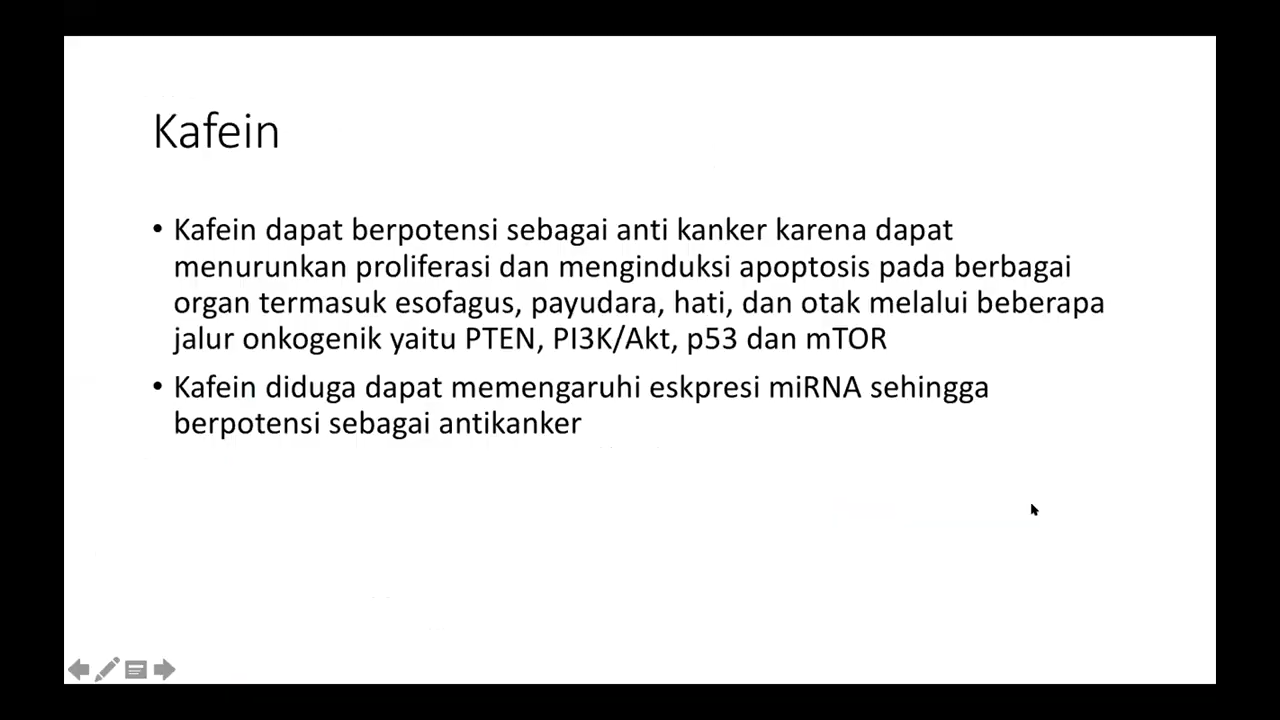 Kafein
• Kafein dapat berpotensi sebagai anti kanker karena dapat
menurunkan proliferasi dan menginduksi apoptosis pada berbagai
organ termasuk esofagus, payudara, hati, dan otak melalui beberapa
jalur onkogenik yaitu PTEN, PI3K/Akt, p53 dan mTOR
• Kafein diduga dapat memengaruhi eskpresi miRNA sehingga
berpotensi sebagai antikanker